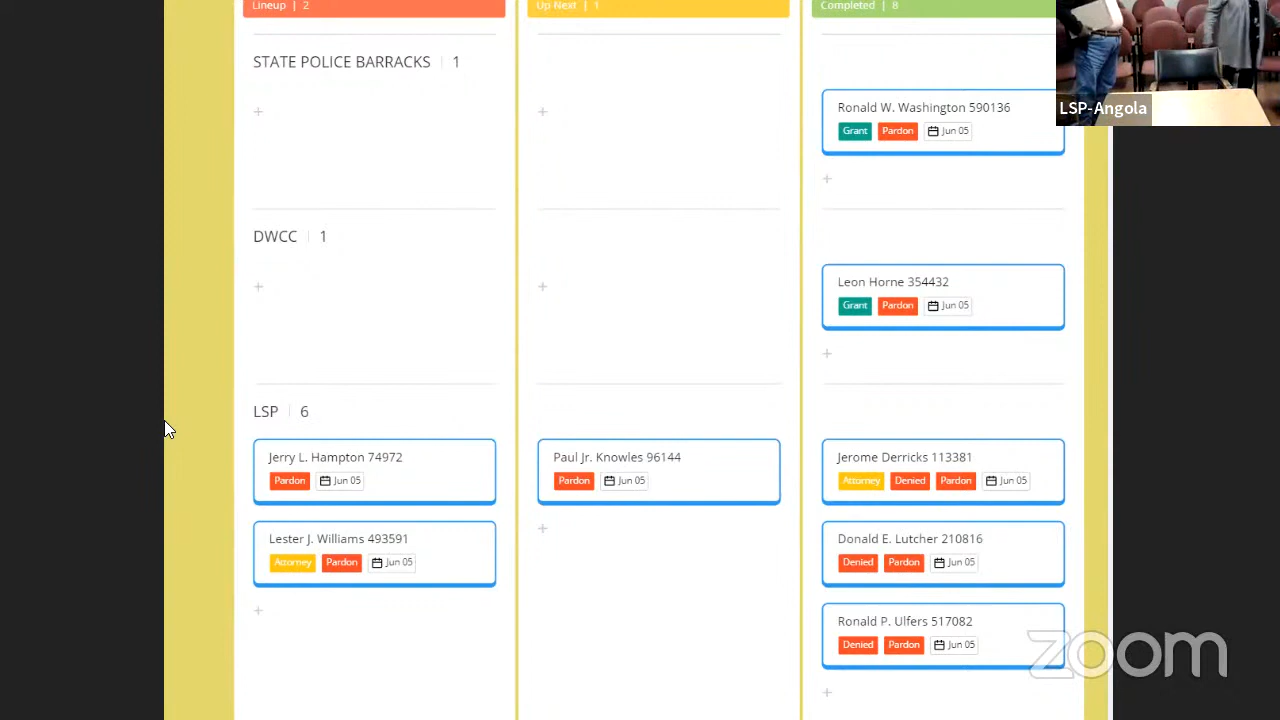 Lineup | 2
Up Next | 1
Completed | 8
LSP-Angola
STATE POLICE BARRACKS | 1
+
+
Ronald W. Washington 590136
Grant Pardon Jun 05
+
DWCC | 1
+
+
Leon Horne 354432
Grant Pardon Jun 05
+
LSP | 6
Jerry L. Hampton 74972
Pardon Jun 05
Lester J. Williams 493591
Attorney Pardon Jun 05
+
Paul Jr. Knowles 96144
Pardon Jun 05
+
Jerome Derricks 113381
Attorney Denied Pardon Jun 05
Donald E. Lutcher 210816
Denied Pardon Jun 05
Ronald P. Ulfers 517082
Denied Pardon Jun 05
+
zoom